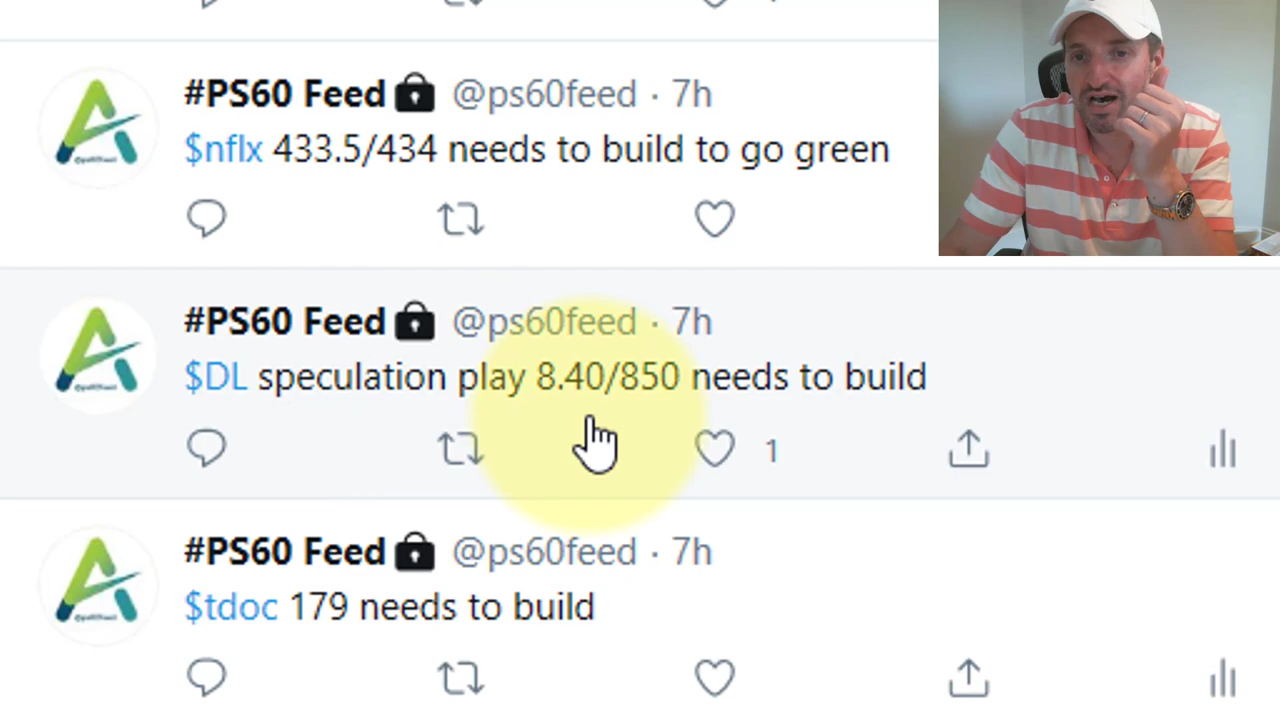 #PS60 Feed @ps60feed · 7h
$nflx 433.5/434 needs to build to go green
#PS60 Feed @ps60feed · 7h
$DL speculation play 8.40/850 needs to build
1
#PS60 Feed @ps60feed · 7h
$tdoc 179 needs to build